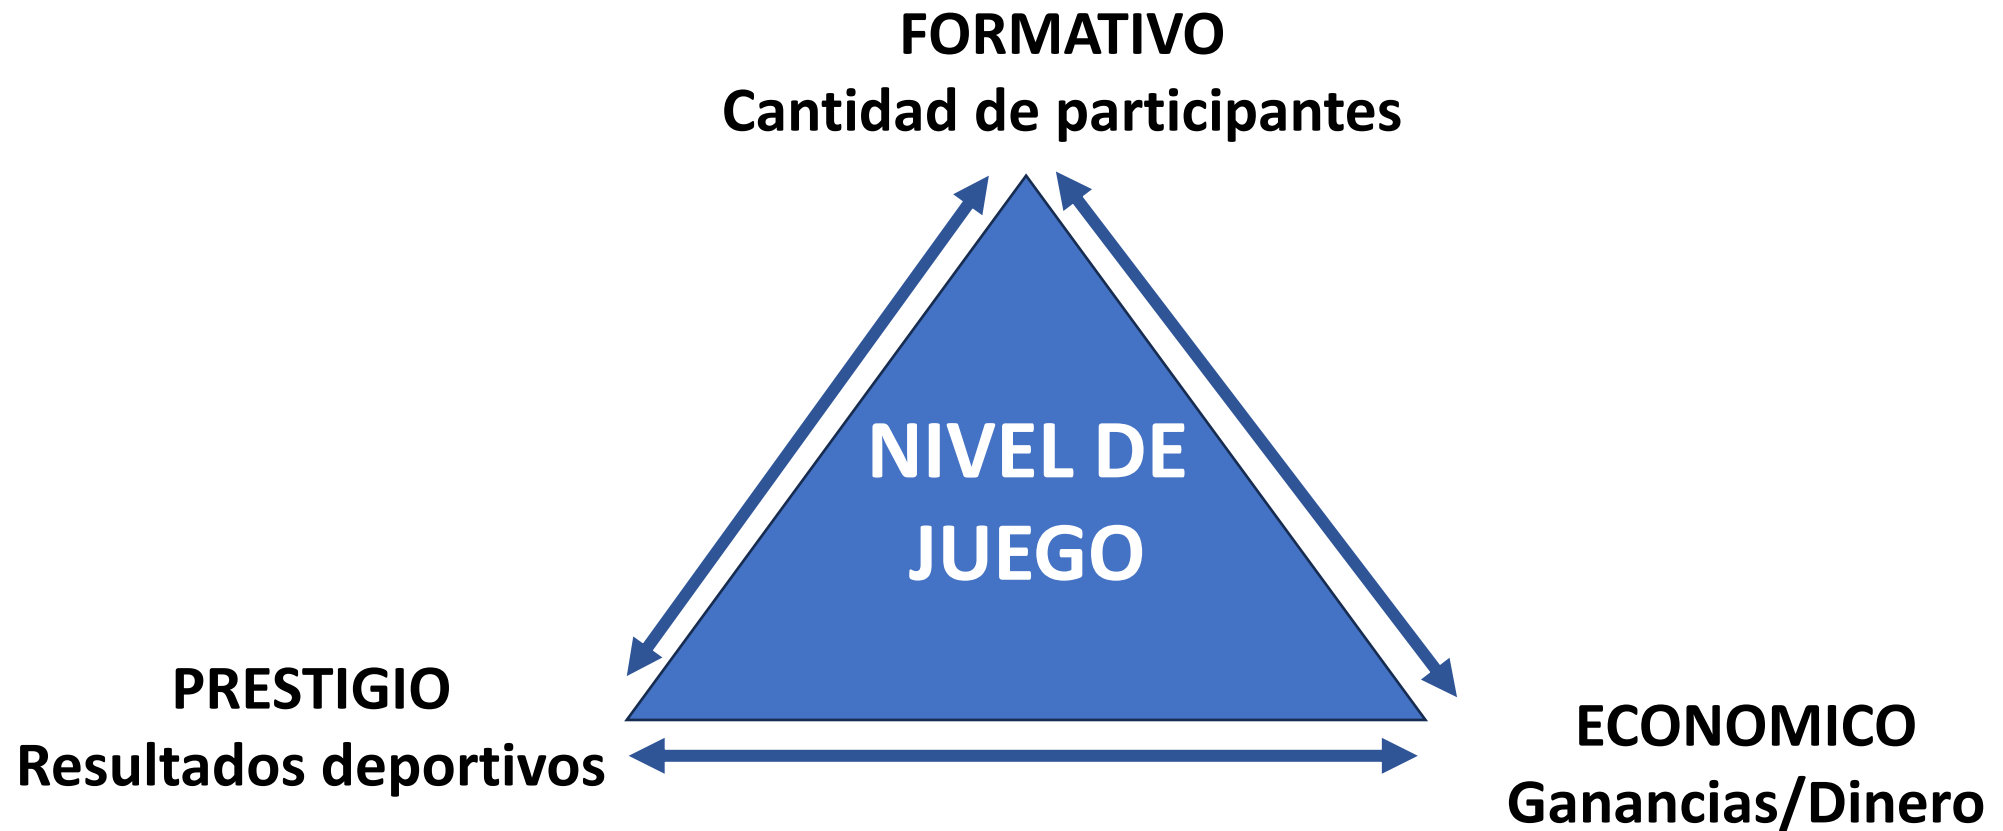 FORMATIVO
Cantidad de participantes
NIVEL DE
JUEGO
PRESTIGIO
Resultados deportivos
ECONOMICO
Ganancias/Dinero